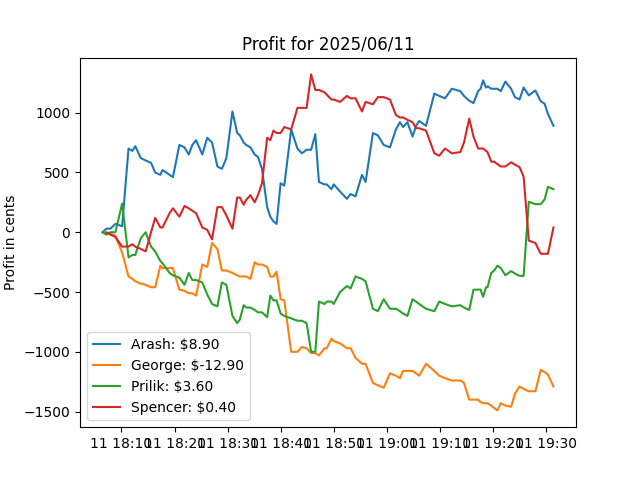 Profit for 2025/06/11
Profit in cents
1000
500
0
−500
−1000
−1500
Arash: $8.90
George: $-12.90
Prilik: $3.60
Spencer: $0.40
11 18:10 11 18:20 11 18:30 11 18:40 11 18:50 11 19:00 11 19:10 11 19:20 11 19:30